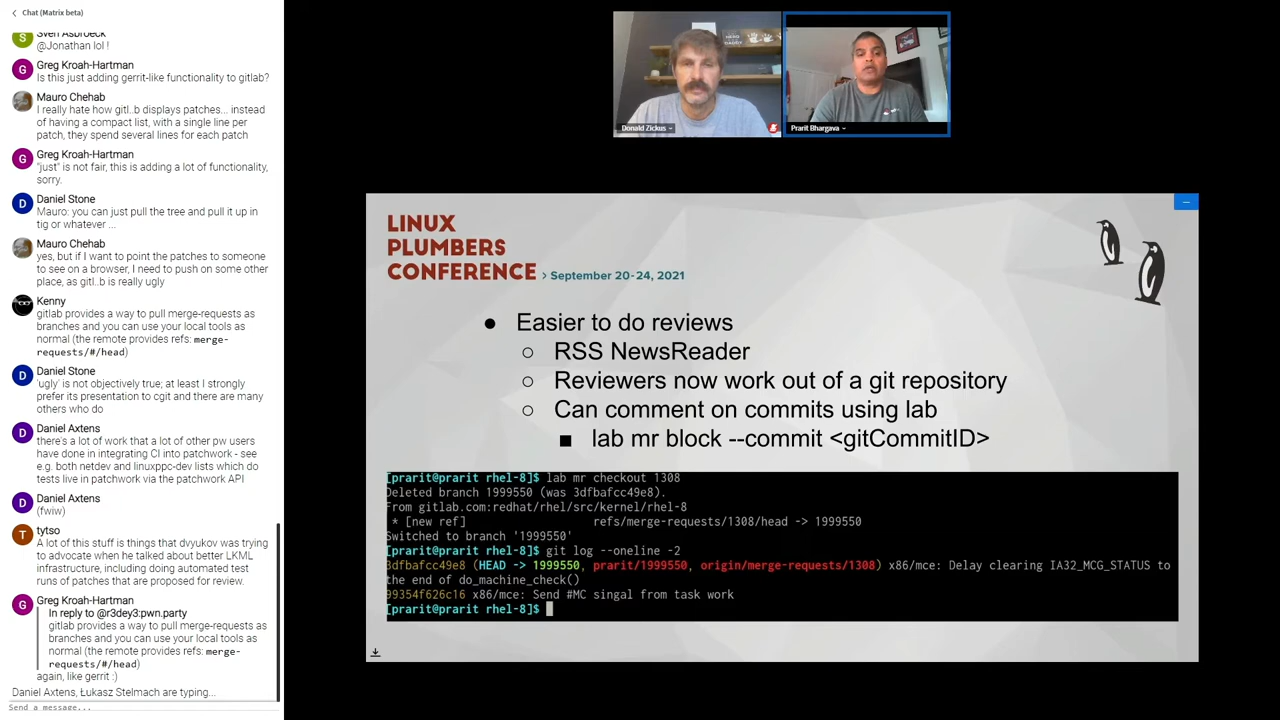 Chat (Matrix beta)
Sven Asbroeck
@Jonathan lol !
Greg Kroah-Hartman
Is this just adding gerrit-like functionality to gitlab?
Mauro Chehab
I really hate how gitl..b displays patches... instead
of having a compact list, with a single line per
patch, they spend several lines for each patch
Greg Kroah-Hartman
"just" is not fair, this is adding a lot of functionality,
sorry.
Daniel Stone
Mauro: you can just pull the tree and pull it up in
tig or whatever ...
Mauro Chehab
yes, but if I want to point the patches to someone
to see on a browser, I need to push on some other
place, as gitl..b is really ugly
Kenny
gitlab provides a way to pull merge-requests as
branches and you can use your local tools as
normal (the remote provides refs: merge-
requests/#/head)
Daniel Stone
'ugly' is not objectively true; at least I strongly
prefer its presentation to cgit and there are many
others who do
Daniel Axtens
there's a lot of work that a lot of other pw users
have done in integrating CI into patchwork - see
e.g. both netdev and linuxppc-dev lists which do
tests live in patchwork via the patchwork API
Daniel Axtens
(fwiw)
tytso
A lot of this stuff is things that dvyukov was trying
to advocate when he talked about better LKML
infrastructure, including doing automated test
runs of patches that are proposed for review.
Greg Kroah-Hartman
In reply to @r3dey3:pwn.party
gitlab provides a way to pull merge-requests as
branches and you can use your local tools as
normal (the remote provides refs: merge-
requests/#/head)
again, like gerrit :)
Daniel Axtens, Łukasz Stelmach are typing...
Send a message...
Donald Zickus
Prarit Bhargava
LINUX
PLUMBERS
CONFERENCE > September 20-24, 2021
● Easier to do reviews
○ RSS NewsReader
○ Reviewers now work out of a git repository
○ Can comment on commits using lab
■ lab mr block --commit <gitCommitID>
[prarit@prarit rhel-8]$ lab mr checkout 1308
Deleted branch 1999550 (was 3dfbafcc49e8).
From gitlab.com:redhat/rhel/src/kernel/rhel-8
* [new ref] refs/merge-requests/1308/head -> 1999550
Switched to branch '1999550'
[prarit@prarit rhel-8]$ git log --oneline -2
3dfbafcc49e8 (HEAD -> 1999550, prarit/1999550, origin/merge-requests/1308) x86/mce: Delay clearing IA32_MCG_STATUS to
the end of do_machine_check()
99354f626c16 x86/mce: Send #MC singal from task work
[prarit@prarit rhel-8]$